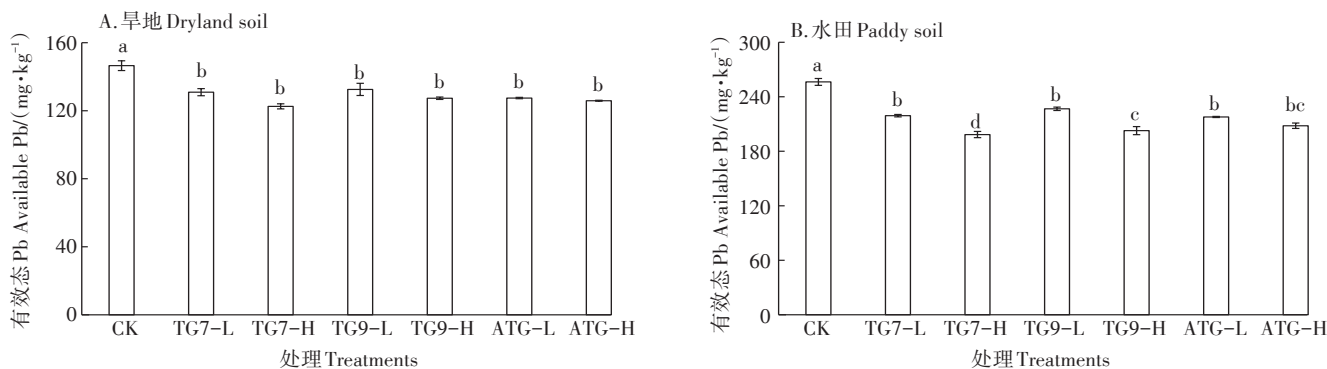 A.旱地 Dryland soil
有效态 Pb Available Pb/(mg·kg⁻¹)
160
120
80
40
0
a
b
b
b
b
b
b
CK
TG7-L
TG7-H
TG9-L
TG9-H
ATG-L
ATG-H
处理 Treatments
B.水田 Paddy soil
有效态 Pb Available Pb/(mg·kg⁻¹)
300
240
180
120
60
0
a
b
d
b
c
b
bc
CK
TG7-L
TG7-H
TG9-L
TG9-H
ATG-L
ATG-H
处理 Treatments